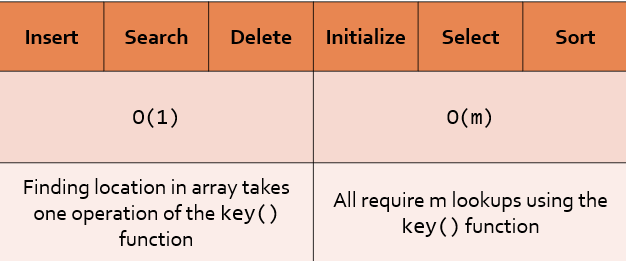 Insert Search Delete Initialize Select Sort
O(1) O(m)
Finding location in array takes
one operation of the key()
function
All require m lookups using the
key() function